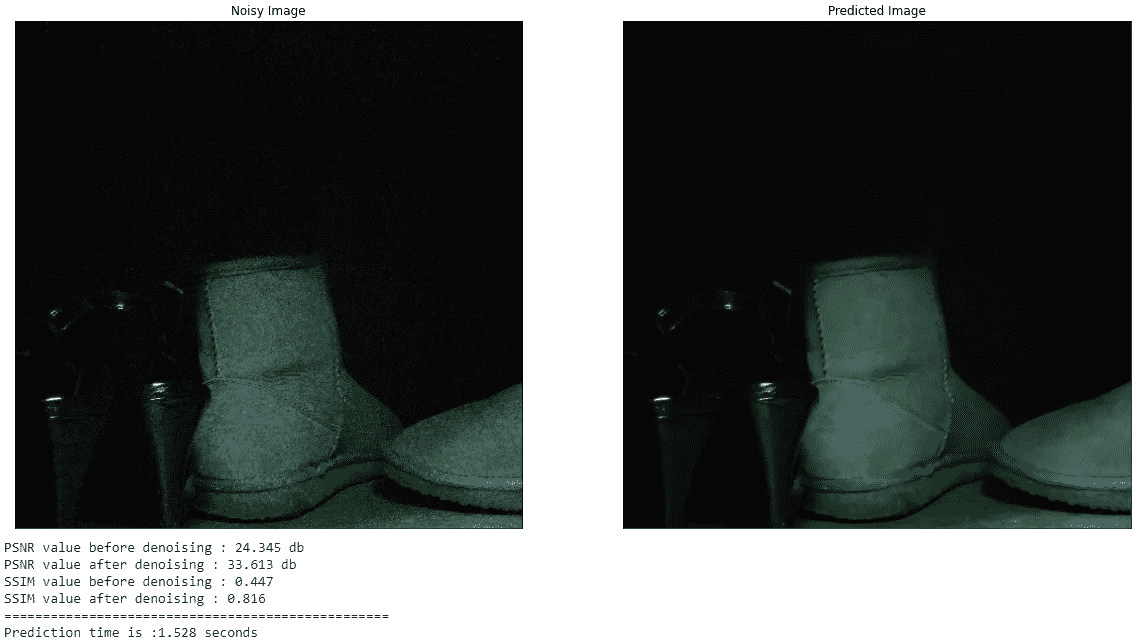 Noisy Image
Predicted Image
PSNR value before denoising : 24.345 db
PSNR value after denoising : 33.613 db
SSIM value before denoising : 0.447
SSIM value after denoising : 0.816
==================================================
Prediction time is :1.528 seconds